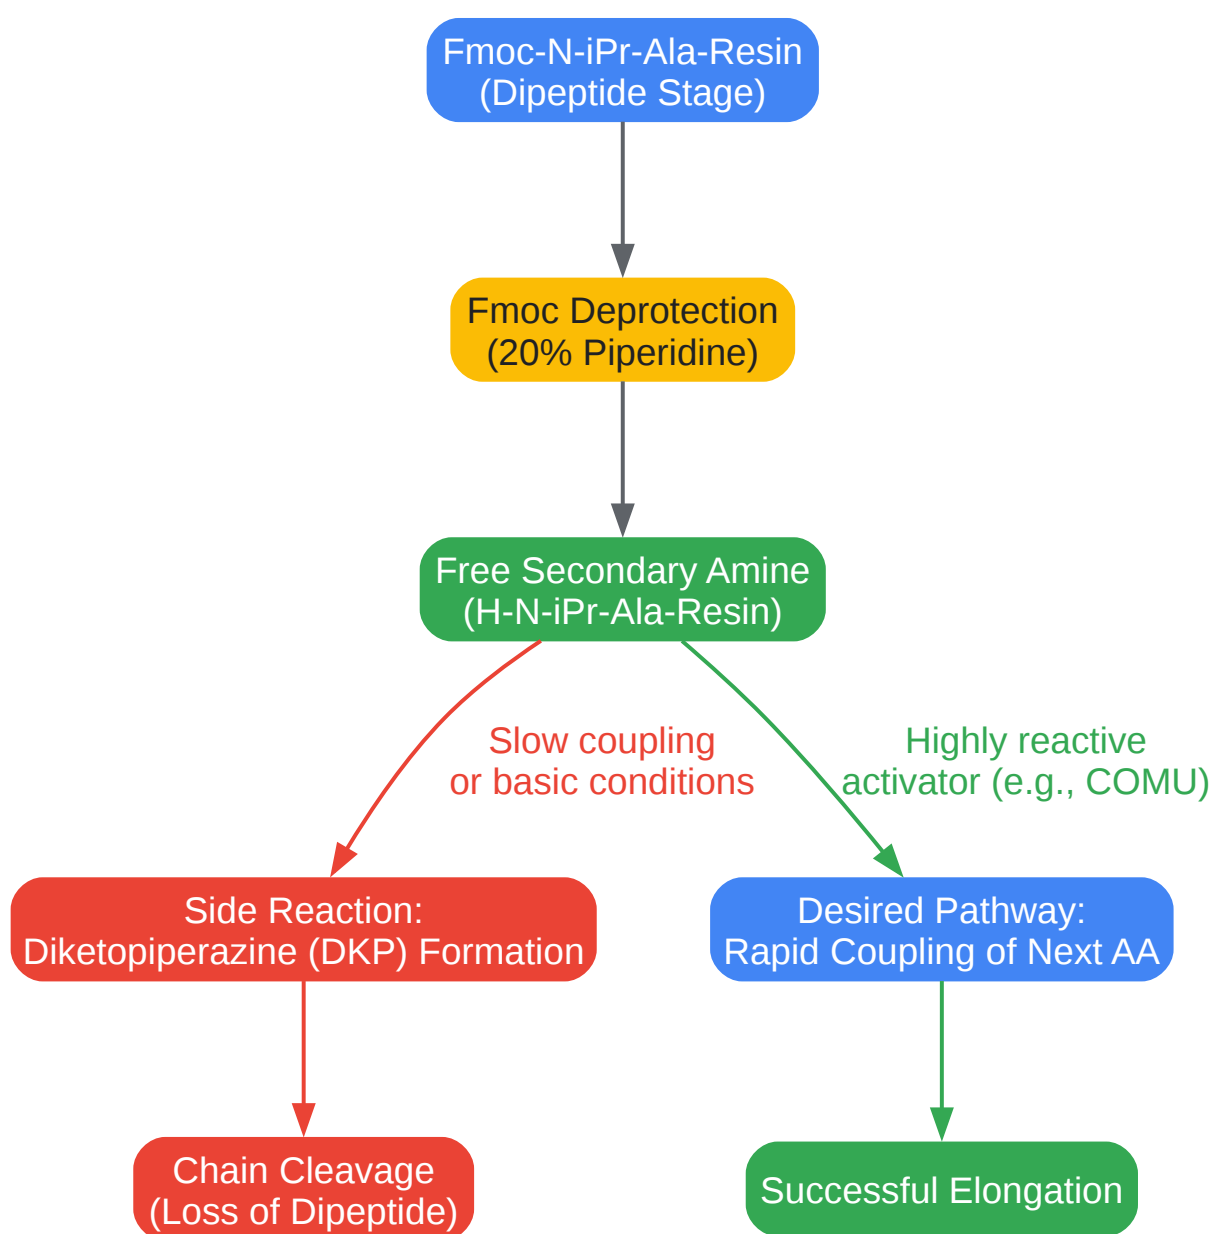 Fmoc-N-iPr-Ala-Resin
(Dipeptide Stage)
Fmoc Deprotection
(20% Piperidine)
Free Secondary Amine
(H-N-iPr-Ala-Resin)
Slow coupling
or basic conditions
Highly reactive
activator (e.g., COMU)
Side Reaction:
Diketopiperazine (DKP) Formation
Desired Pathway:
Rapid Coupling of Next AA
Chain Cleavage
(Loss of Dipeptide)
Successful Elongation